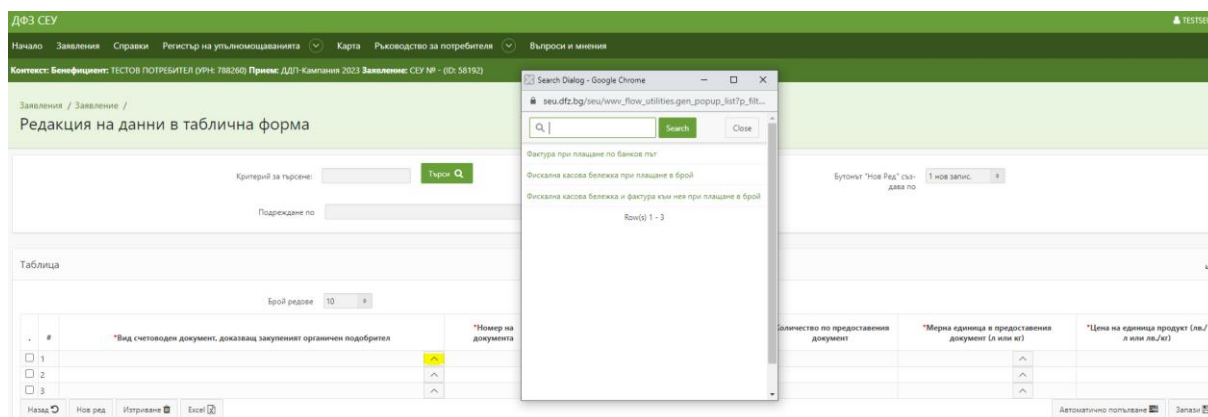 ДФЗ СЕУ
TESTSE
Начало Заявления Справки Регистър на упълномощаванията Карта Ръководство за потребителя Въпроси и мнения
Контекст: Бенефициент: ТЕСТОВ ПОТРЕБИТЕЛ (УРН: 788260) Прием: ДДП-Кампания 2023 Заявление: СЕУ № - (ID: 58192)
Заявления / Заявление /
Редакция на данни в таблична форма
Критерий за търсене: Търси
Подреждане по
Бутонът "Нов Ред" съз-
дава по
1 нов запис.
Search Dialog - Google Chrome
seu.dfz.bg/seu/wwv_flow_utilities.gen_popup_list?p_filt...
Search Close
Фактура при плащане по банков път
Фискална касова бележка при плащане в брой
Фискална касова бележка и фактура към нея при плащане в брой
Row(s) 1 - 3
Таблица
Брой редове 10
. # *Вид счетоводен документ, доказващ закупеният органичен подобрител
*Номер на
документа
Количество по предоставения
документ
*Мерна единица в предоставения
документ (л или кг)
*Цена на единица продукт (лв./
л или лв./кг)
1
2
3
Назад Нов ред Изтриване Excel Автоматично попълване Запази